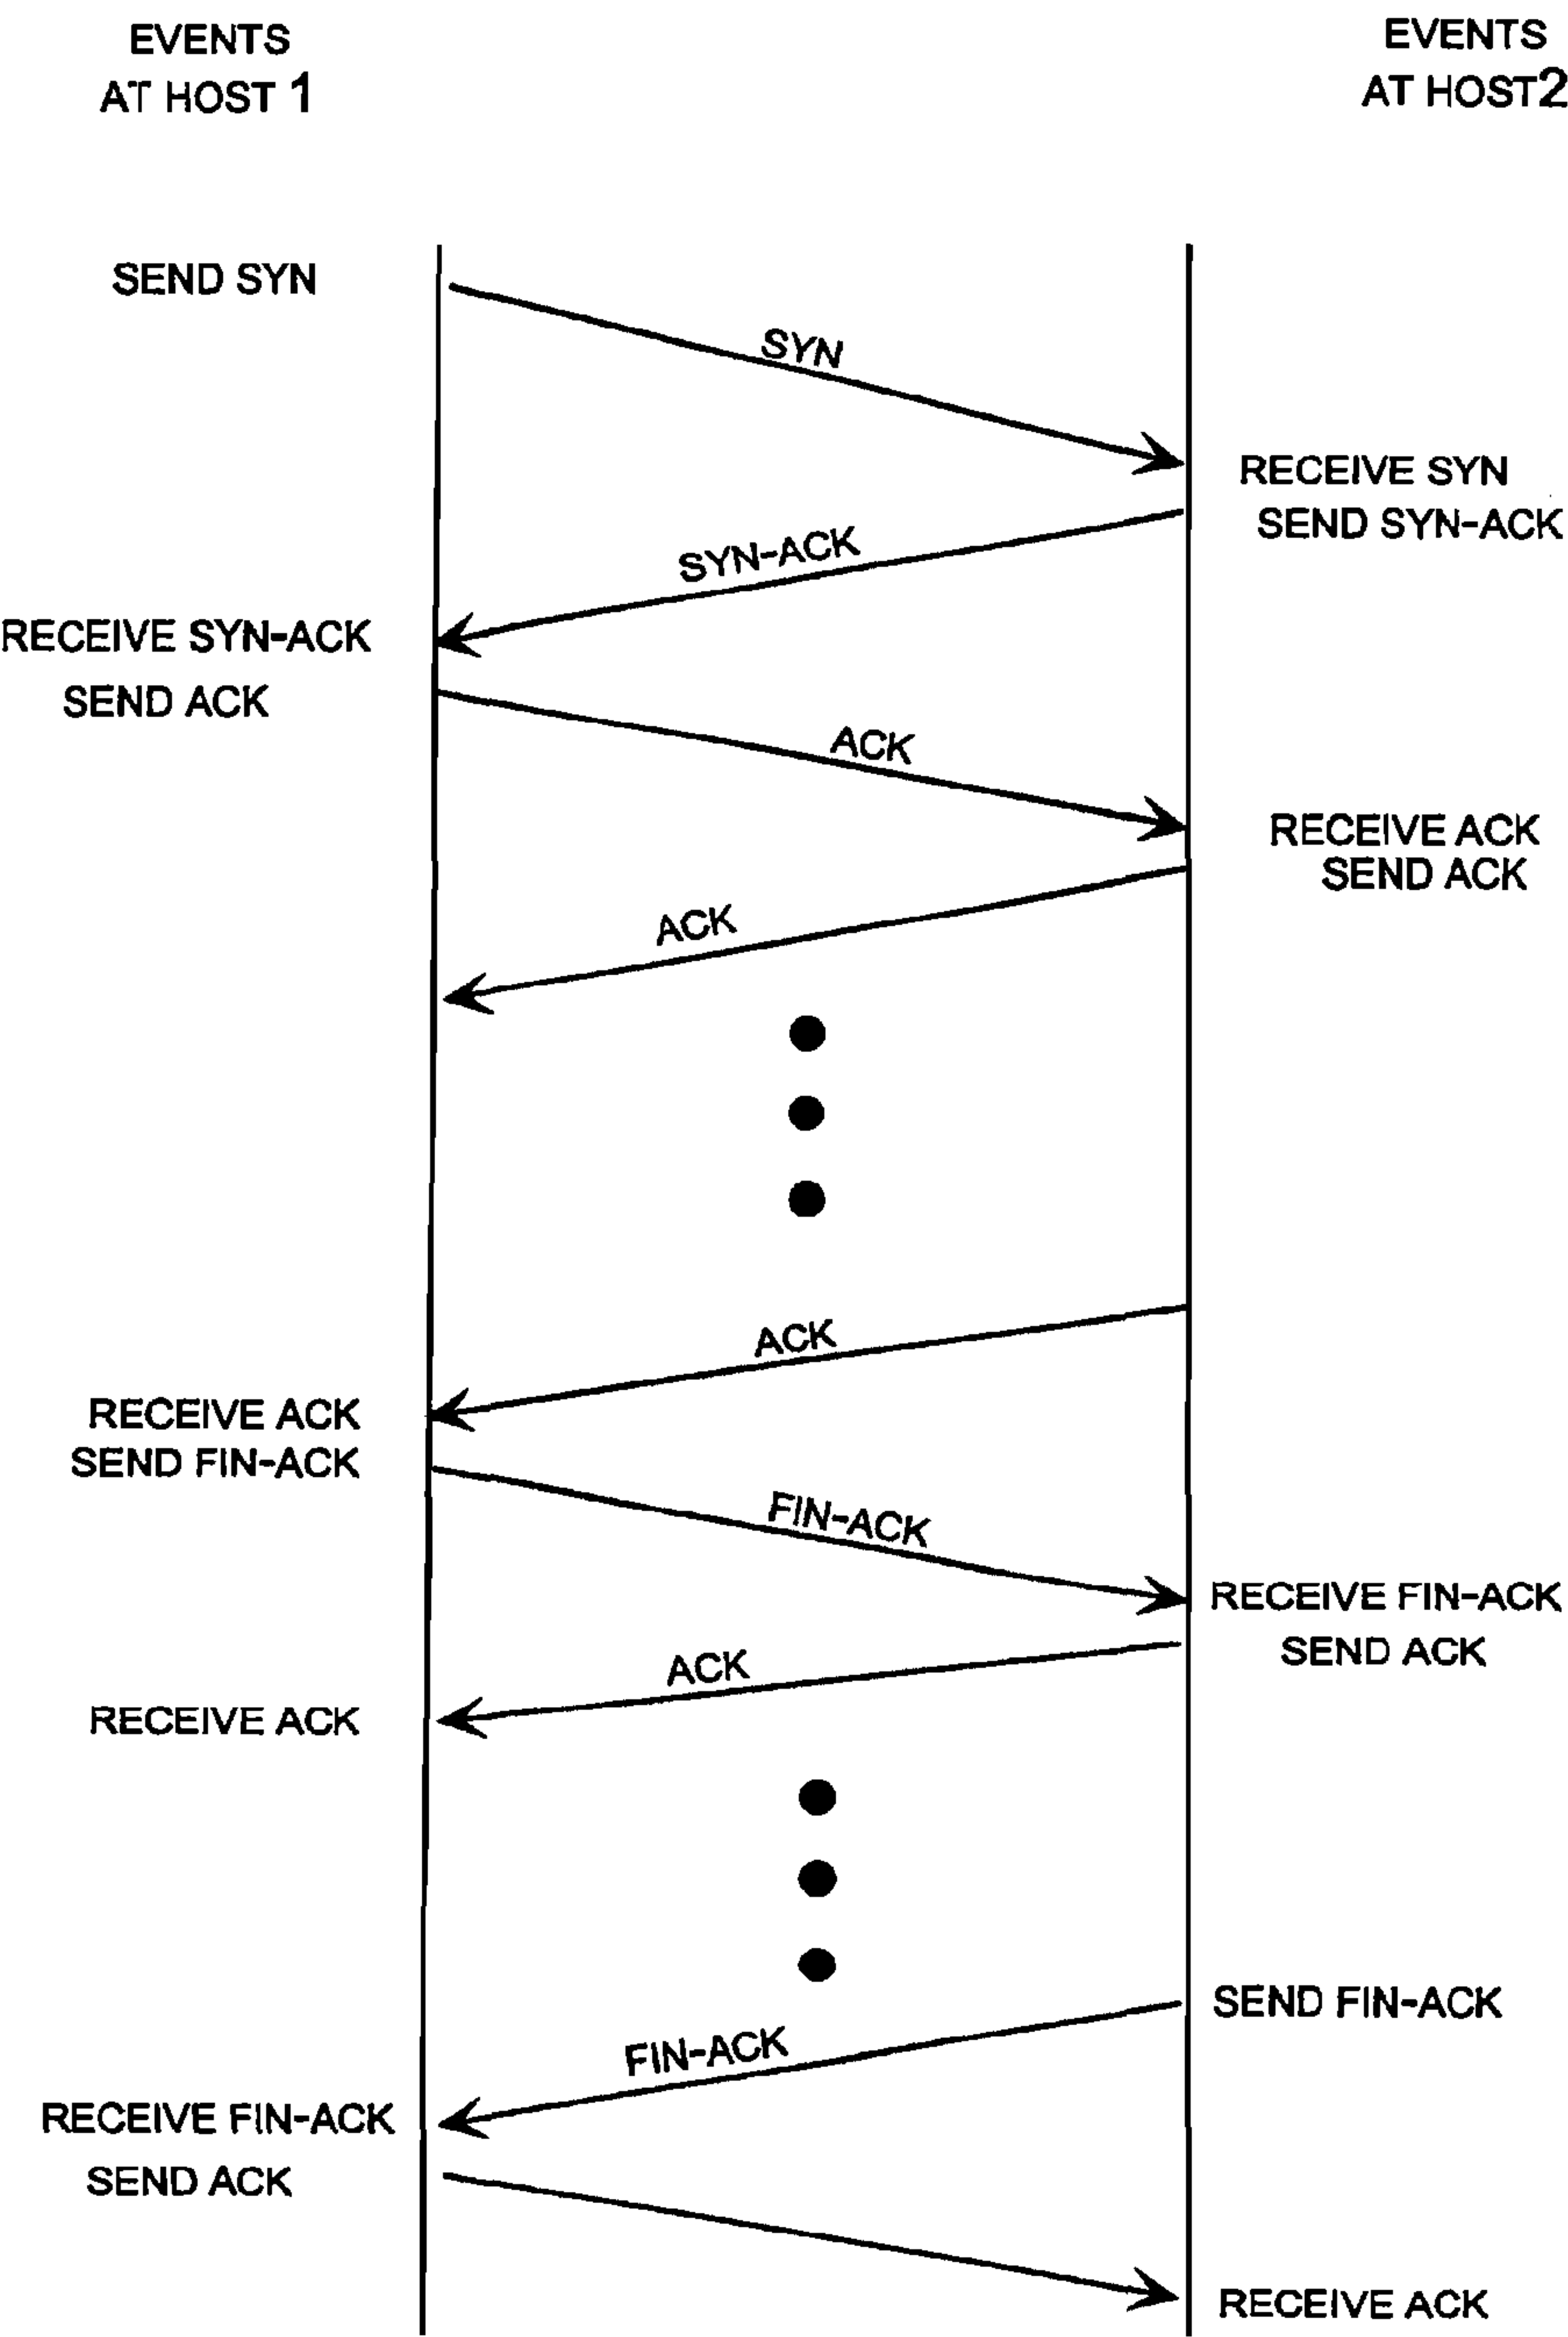 EVENTS
AT HOST 1
EVENTS
AT HOST2
SEND SYN
SYN
RECEIVE SYN
SEND SYN-ACK
SYN-ACK
RECEIVE SYN-ACK
SEND ACK
ACK
RECEIVE ACK
SEND ACK
ACK
ACK
RECEIVE ACK
SEND FIN-ACK
FIN-ACK
RECEIVE FIN-ACK
SEND ACK
ACK
RECEIVE ACK
SEND FIN-ACK
FIN-ACK
RECEIVE FIN-ACK
SEND ACK
RECEIVE ACK